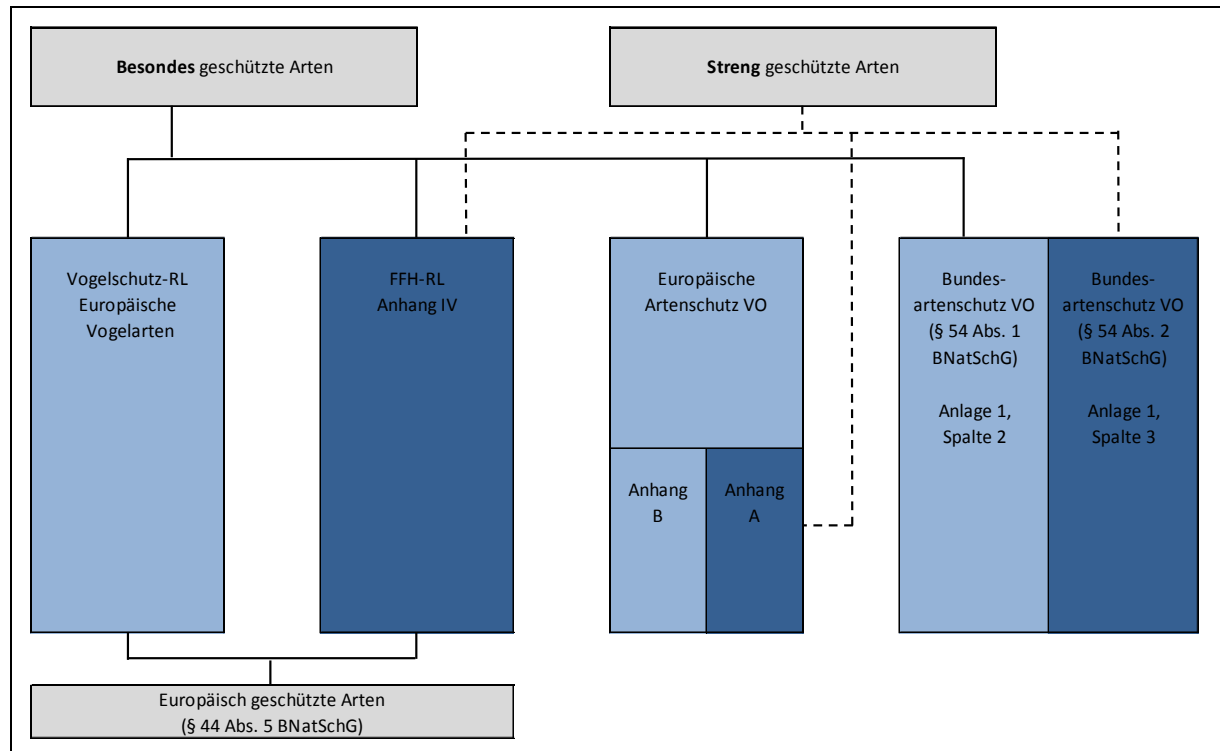 Besondes geschützte Arten
Streng geschützte Arten
Vogelschutz-RL
Europäische
Vogelarten
FFH-RL
Anhang IV
Europäische
Artenschutz VO
Anhang
B
Anhang
A
Bundes-
artenschutz VO
(§ 54 Abs. 1
BNatSchG)
Anlage 1,
Spalte 2
Bundes-
artenschutz VO
(§ 54 Abs. 2
BNatSchG)
Anlage 1,
Spalte 3
Europäisch geschützte Arten
(§ 44 Abs. 5 BNatSchG)